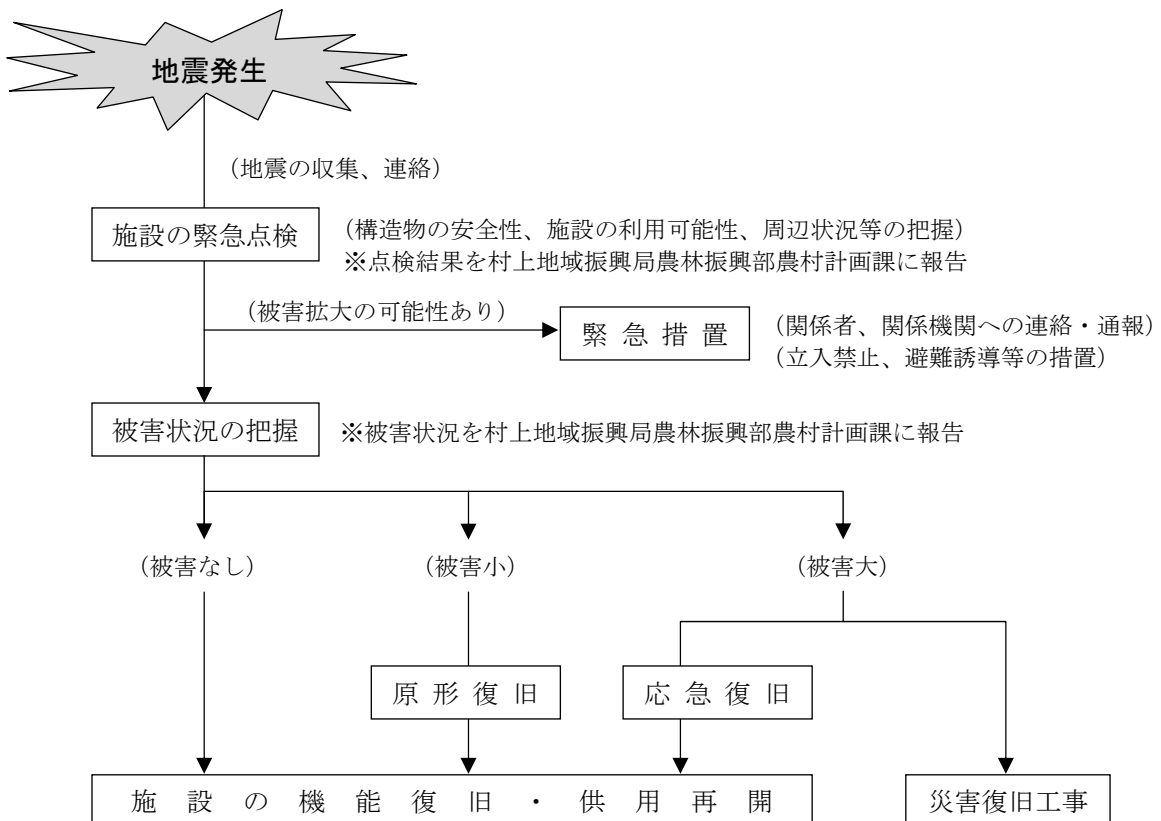 地震発生
（地震の収集、連絡）
施設の緊急点検
（構造物の安全性、施設の利用可能性、周辺状況等の把握）
※点検結果を村上地域振興局農林振興部農村計画課に報告
（被害拡大の可能性あり）
緊急措置
（関係者、関係機関への連絡・通報）
（立入禁止、避難誘導等の措置）
被害状況の把握
※被害状況を村上地域振興局農林振興部農村計画課に報告
（被害なし）
（被害小）
（被害大）
原形復旧
応急復旧
施設の機能復旧・供用再開
災害復旧工事